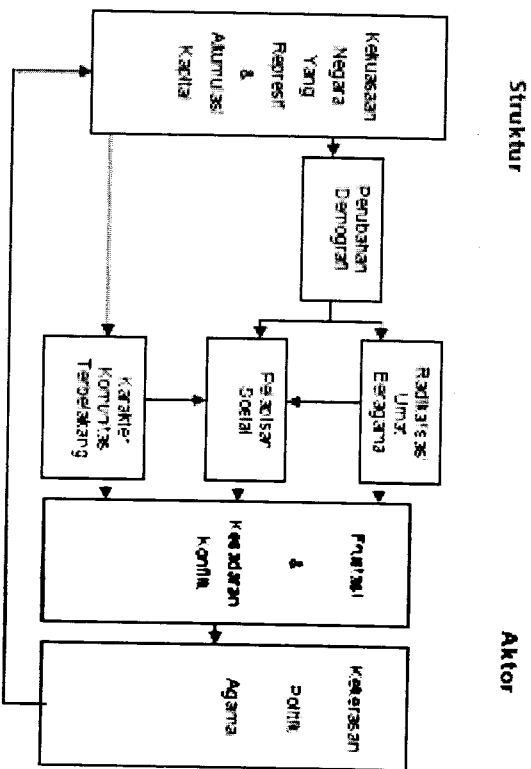 Struktur
Aktor
Kekuasaan
Negara
Yang
Represif
&
Akumulasi
Kapital
Perubahan
Demografi
Radikalisasi
Umat
Beragama
Polarisasi
Sosial
Karakter
Komunitas
Terbelakang
Frustasi
&
Kesadaran
Konflik
Kekerasan
Politik
Agama